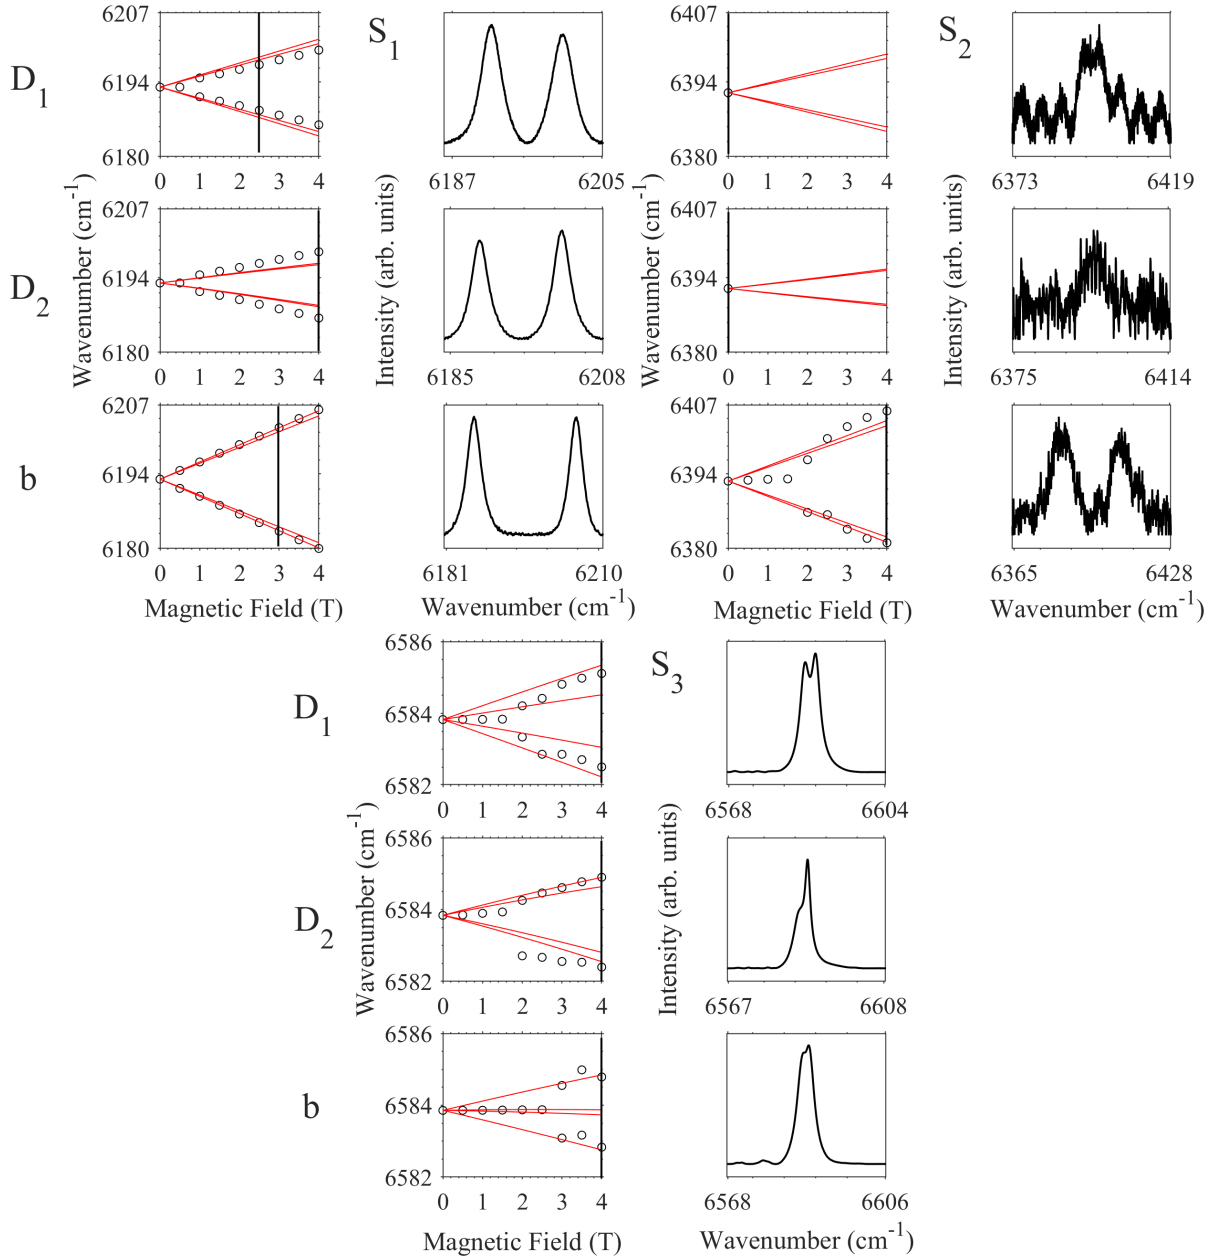 S1
S2
D1
6207
6194
6180
0 1 2 3 4
6187 6205
6407
6394
6380
0 1 2 3 4
6373 6419
D2
6207
6194
6180
0 1 2 3 4
6185 6208
6407
6394
6380
0 1 2 3 4
6375 6414
b
6207
6194
6180
0 1 2 3 4
6181 6210
6407
6394
6380
0 1 2 3 4
6365 6428
Wavenumber (cm-1)
Intensity (arb. units)
Wavenumber (cm-1)
Intensity (arb. units)
Magnetic Field (T)
Wavenumber (cm-1)
Magnetic Field (T)
Wavenumber (cm-1)
S3
D1
6586
6584
6582
0 1 2 3 4
6568 6604
D2
6586
6584
6582
0 1 2 3 4
6567 6608
b
6586
6584
6582
0 1 2 3 4
6568 6606
Wavenumber (cm-1)
Intensity (arb. units)
Magnetic Field (T)
Wavenumber (cm-1)